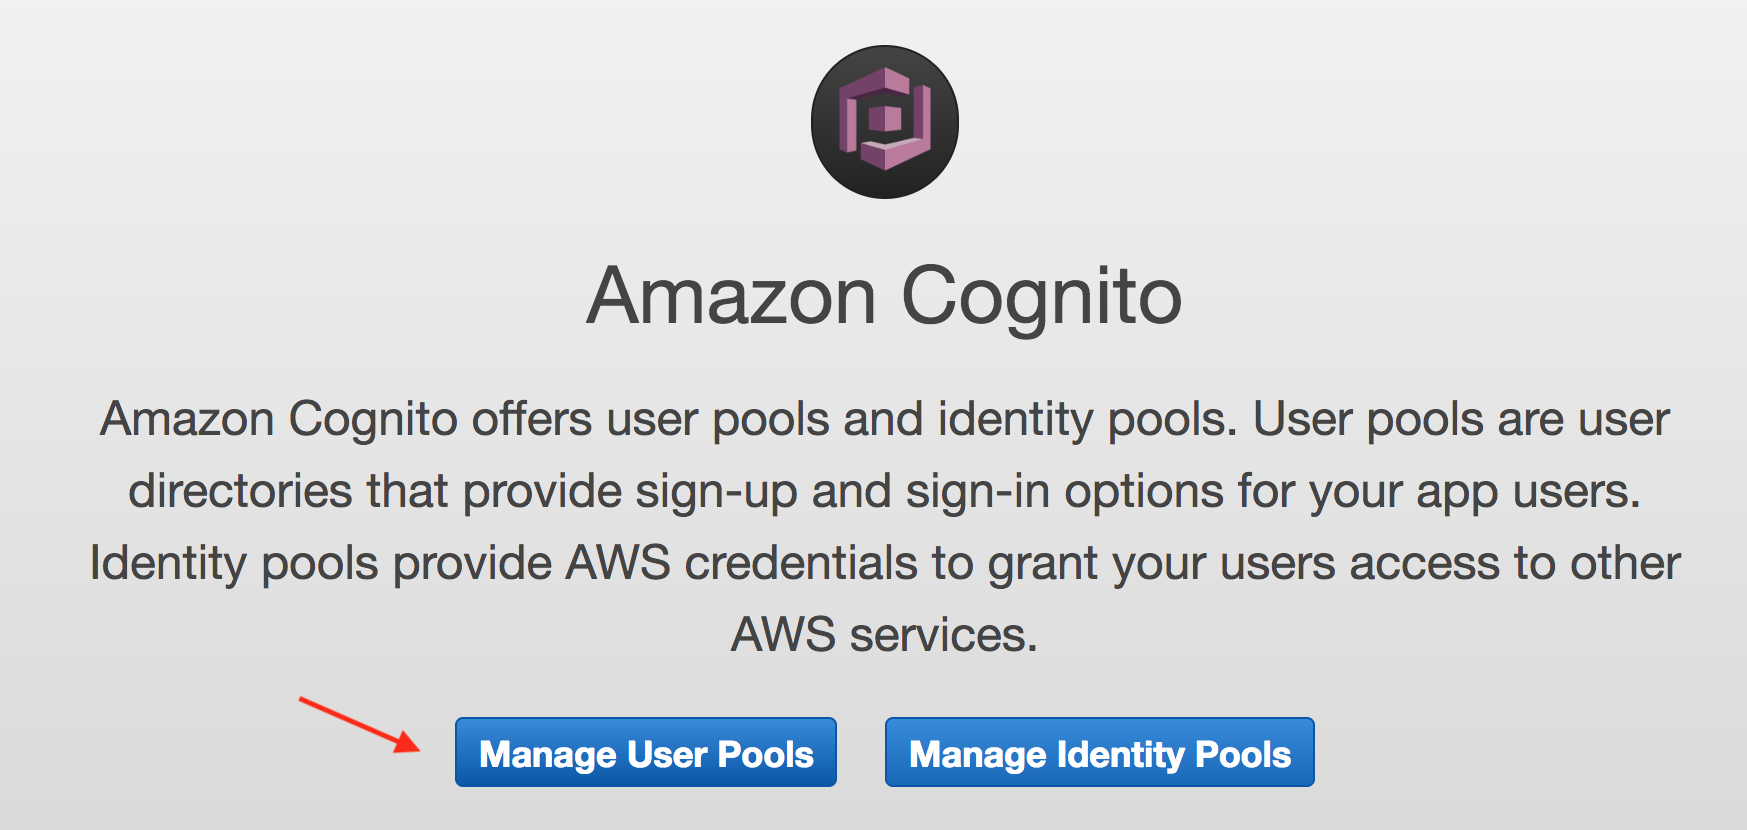 Amazon Cognito
Amazon Cognito offers user pools and identity pools. User pools are user
directories that provide sign-up and sign-in options for your app users.
Identity pools provide AWS credentials to grant your users access to other
AWS services.
Manage User Pools
Manage Identity Pools